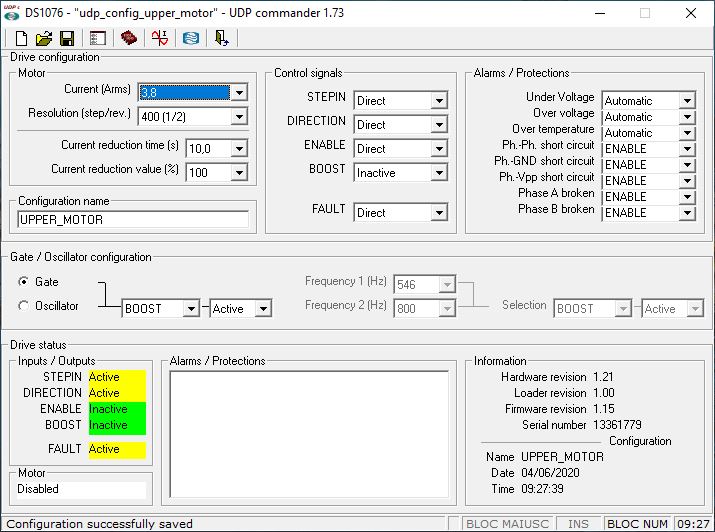 UDP c
DS1076 - "udp_config_upper_motor" - UDP commander 1.73
Drive configuration
Motor
Current (Arms) 3,8
Resolution (step/rev.) 400 (1/2)
Current reduction time (s) 10,0
Current reduction value (%) 100
Configuration name
UPPER_MOTOR
Control signals
STEPIN Direct
DIRECTION Direct
ENABLE Direct
BOOST Inactive
FAULT Direct
Alarms / Protections
Under Voltage Automatic
Over voltage Automatic
Over temperature Automatic
Ph.-Ph. short circuit ENABLE
Ph.-GND short circuit ENABLE
Ph.-Vpp short circuit ENABLE
Phase A broken ENABLE
Phase B broken ENABLE
Gate / Oscillator configuration
Gate
Oscillator
BOOST Active
Frequency 1 (Hz) 546
Frequency 2 (Hz) 800
Selection BOOST Active
Drive status
Inputs / Outputs
STEPIN Active
DIRECTION Active
ENABLE Inactive
BOOST Inactive
FAULT Active
Motor
Disabled
Alarms / Protections
Information
Hardware revision 1.21
Loader revision 1.00
Firmware revision 1.15
Serial number 13361779
Configuration
Name UPPER_MOTOR
Date 04/06/2020
Time 09:27:39
Configuration successfully saved
BLOC MAIUSC INS BLOC NUM 09:27